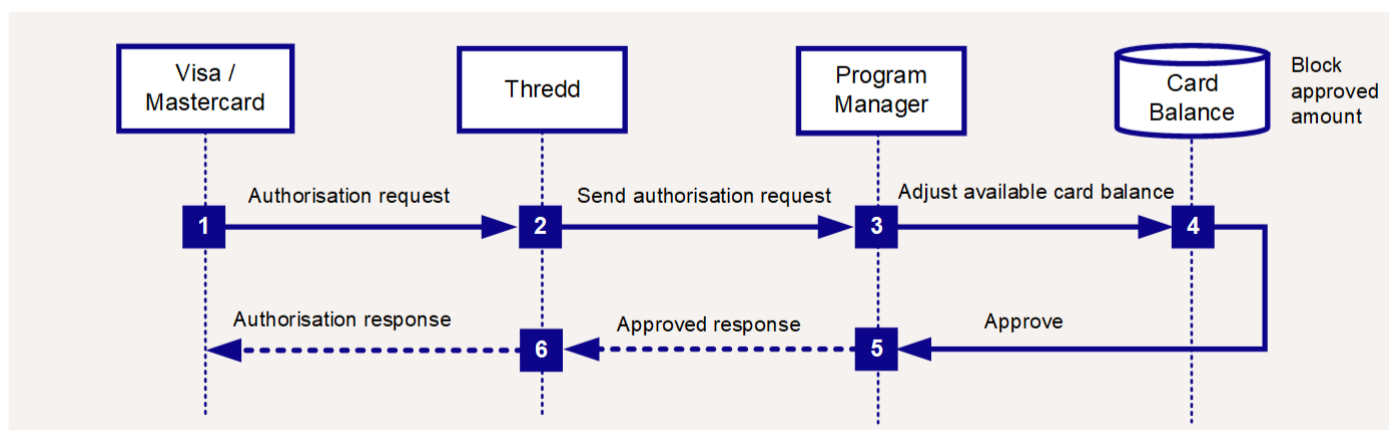 Visa /
Mastercard
Thredd
Program
Manager
Card
Balance
Block
approved
amount
Authorisation request
Send authorisation request
Adjust available card balance
1
2
3
4
Authorisation response
Approved response
Approve
6
5